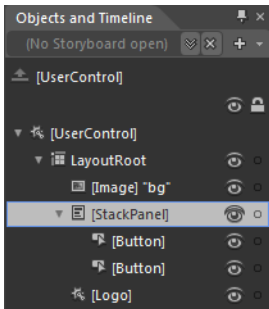 Objects and Timeline
(No Storyboard open)
[UserControl]
[UserControl]
LayoutRoot
[Image] "bg"
[StackPanel]
[Button]
[Button]
[Logo]